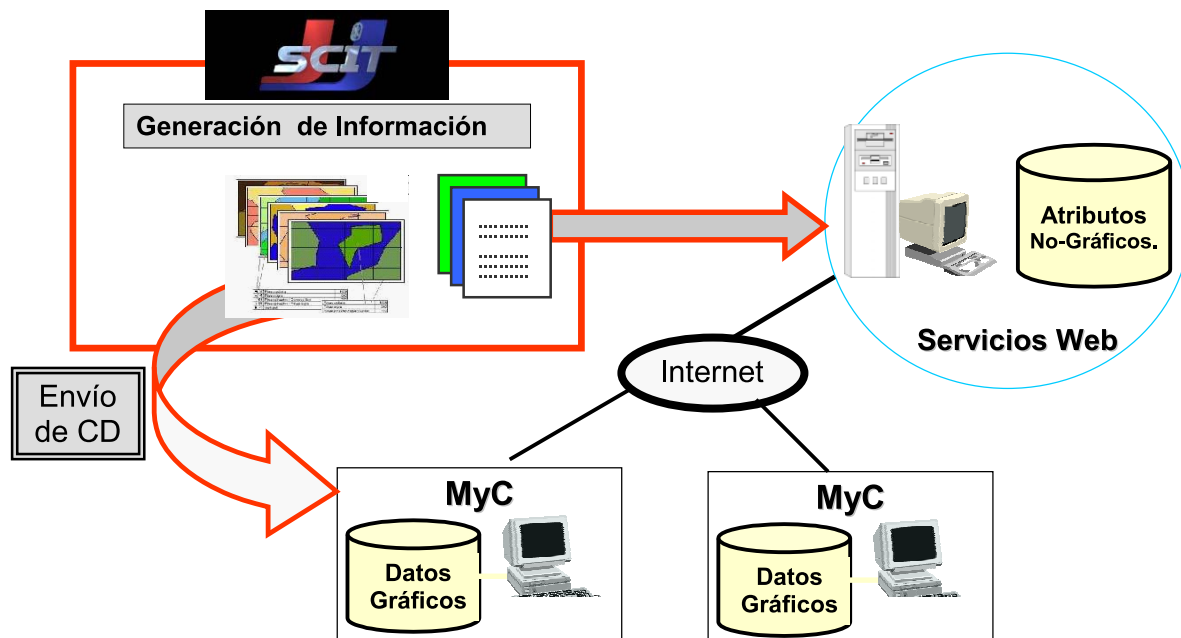 SCIT
Generación de Información
Atributos
No-Gráficos.
Servicios Web
Internet
Envío
de CD
MyC
Datos
Gráficos
MyC
Datos
Gráficos